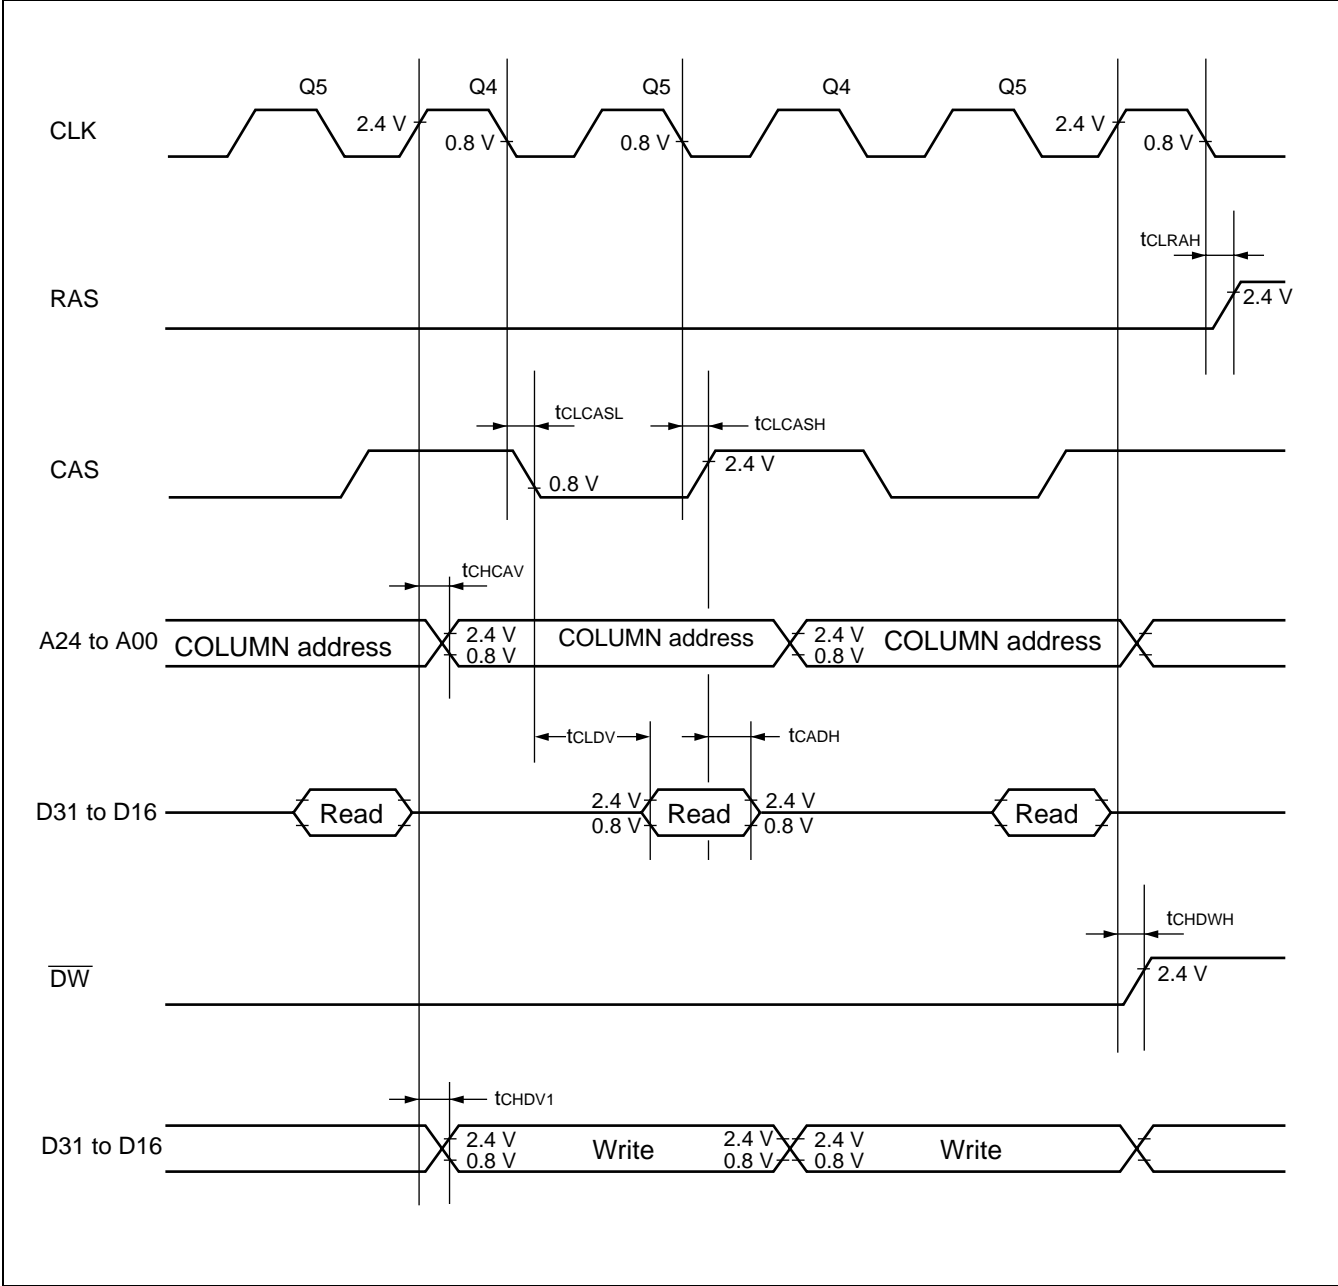 Q5 Q4 Q5 Q4 Q5
CLK 2.4 V 0.8 V 0.8 V 2.4 V 0.8 V
tCLRAH
RAS 2.4 V
tCLCASL tCLCASH
CAS 0.8 V 2.4 V
tCHCAV
A24 to A00 COLUMN address 2.4 V COLUMN address 2.4 V COLUMN address
0.8 V 0.8 V
tCLDV tCADH
D31 to D16 Read 2.4 V Read 2.4 V Read
0.8 V 0.8 V
tCHDWH
DW 2.4 V
tCHDV1
D31 to D16 2.4 V Write 2.4 V 2.4 V Write
0.8 V 0.8 V 0.8 V